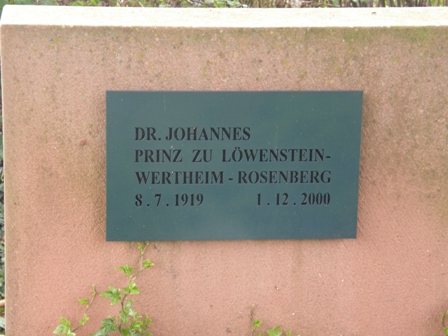 DR. JOHANNES
PRINZ ZU LÖWENSTEIN-
WERTHEIM - ROSENBERG
8.7.1919 1.12.2000